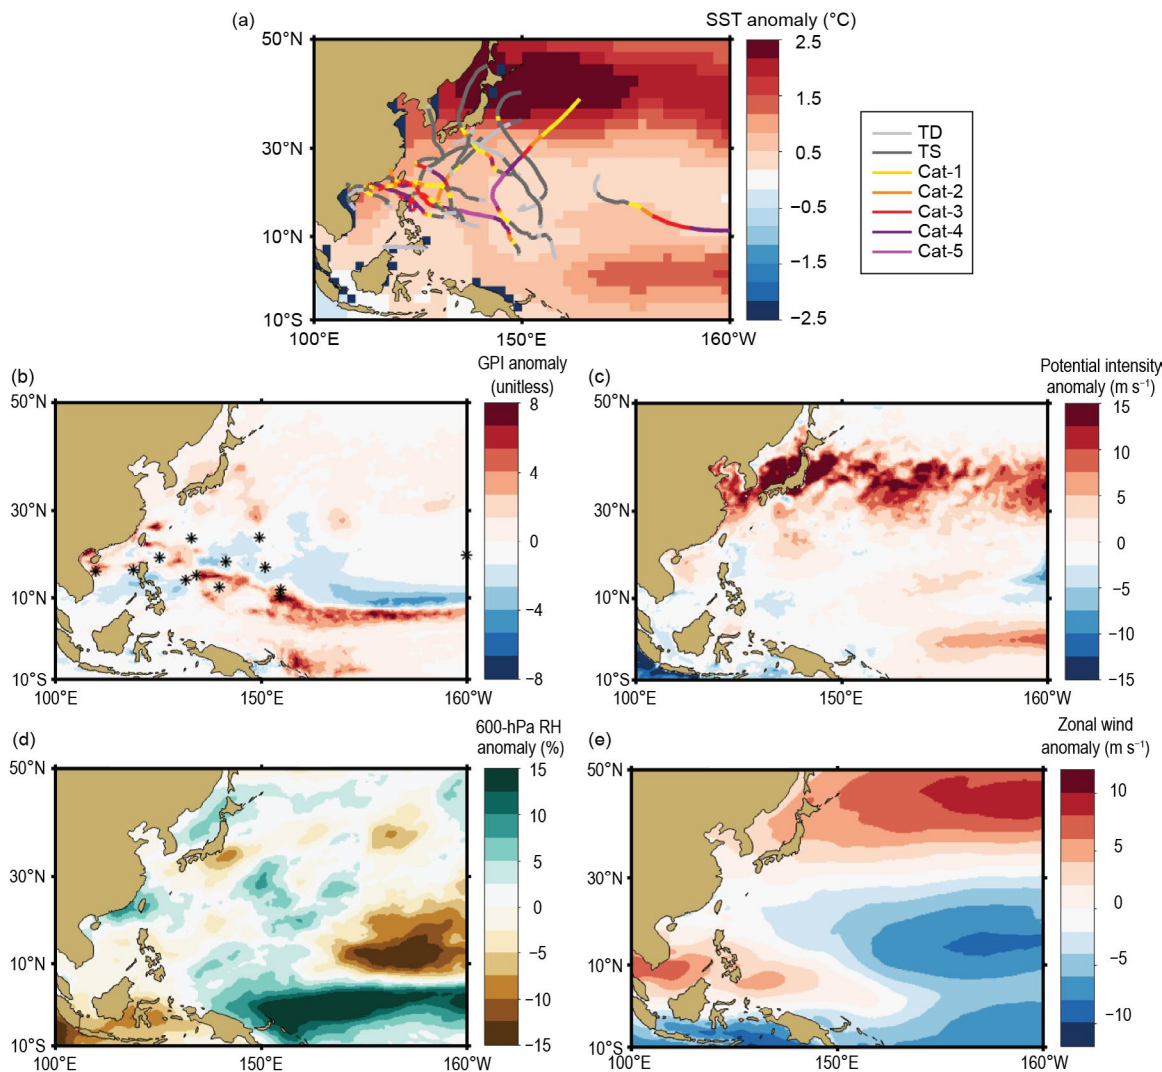 (a)
SST anomaly (°C)
50°N
30°N
10°N
10°S
100°E
150°E
160°W
2.5
1.5
0.5
−0.5
−1.5
−2.5
TD
TS
Cat-1
Cat-2
Cat-3
Cat-4
Cat-5
(b)
GPI anomaly
(unitless)
50°N
30°N
10°N
10°S
100°E
150°E
160°W
8
4
0
−4
−8
(c)
Potential intensity
anomaly (m s⁻¹)
50°N
30°N
10°N
10°S
100°E
150°E
160°W
15
10
5
0
−5
−10
−15
(d)
600-hPa RH
anomaly (%)
50°N
30°N
10°N
10°S
100°E
150°E
160°W
15
10
5
0
−5
−10
−15
(e)
Zonal wind
anomaly (m s⁻¹)
50°N
30°N
10°N
10°S
100°E
150°E
160°W
10
5
0
−5
−10